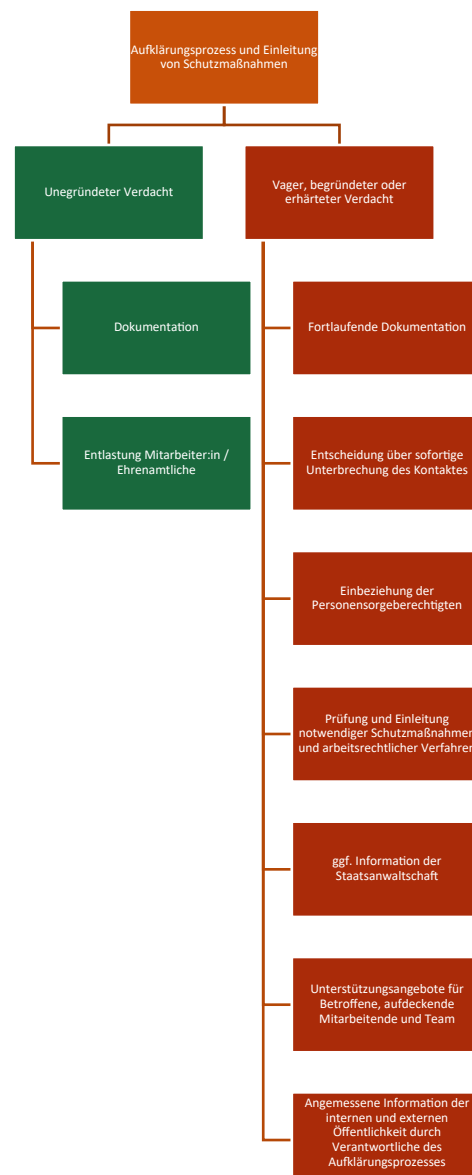 Aufklärungsprozess und Einleitung
von Schutzmaßnahmen
Unegründeter Verdacht
Vager, begründeter oder
erhärteter Verdacht
Dokumentation
Fortlaufende Dokumentation
Entlastung Mitarbeiter:in /
Ehrenamtliche
Entscheidung über sofortige
Unterbrechung des Kontaktes
Einbeziehung der
Personensorgeberechtigten
Prüfung und Einleitung
notwendiger Schutzmaßnahmen
und arbeitsrechtlicher Verfahren
ggf. Information der
Staatsanwaltschaft
Unterstützungsangebote für
Betroffene, aufdeckende
Mitarbeitende und Team
Angemessene Information der
internen und externen
Öffentlichkeit durch
Verantwortliche des
Aufklärungsprozesses